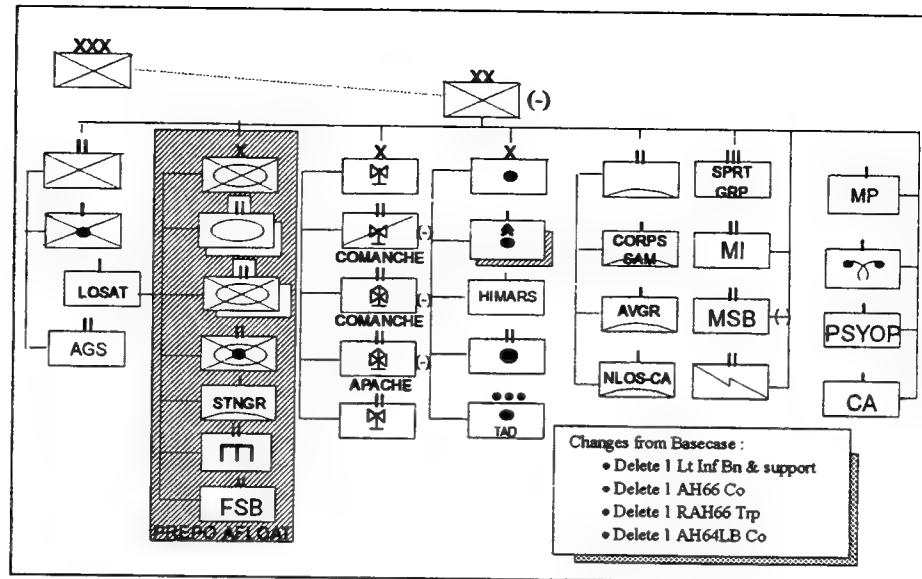 XXX
XX
(-)
II
X
X
X
II
III
SPRT
GRP
I
MP
I
II
II
(-)
COMANCHE
I
I
CORPS
SAM
II
MI
I
I
LOSAT
II
II
(-)
COMANCHE
HIMARS
I
AVGR
II
MSB
(-)
I
PSYOP
II
AGS
II
II
(-)
APACHE
II
I
NLOS-CA
II
I
CA
I
STNGR
II
TAD
II
II
FSB
PREPO AFLOAT
Changes from Basecase :
• Delete 1 Lt Inf Bn & support
• Delete 1 AH66 Co
• Delete 1 RAH66 Trp
• Delete 1 AH64LB Co